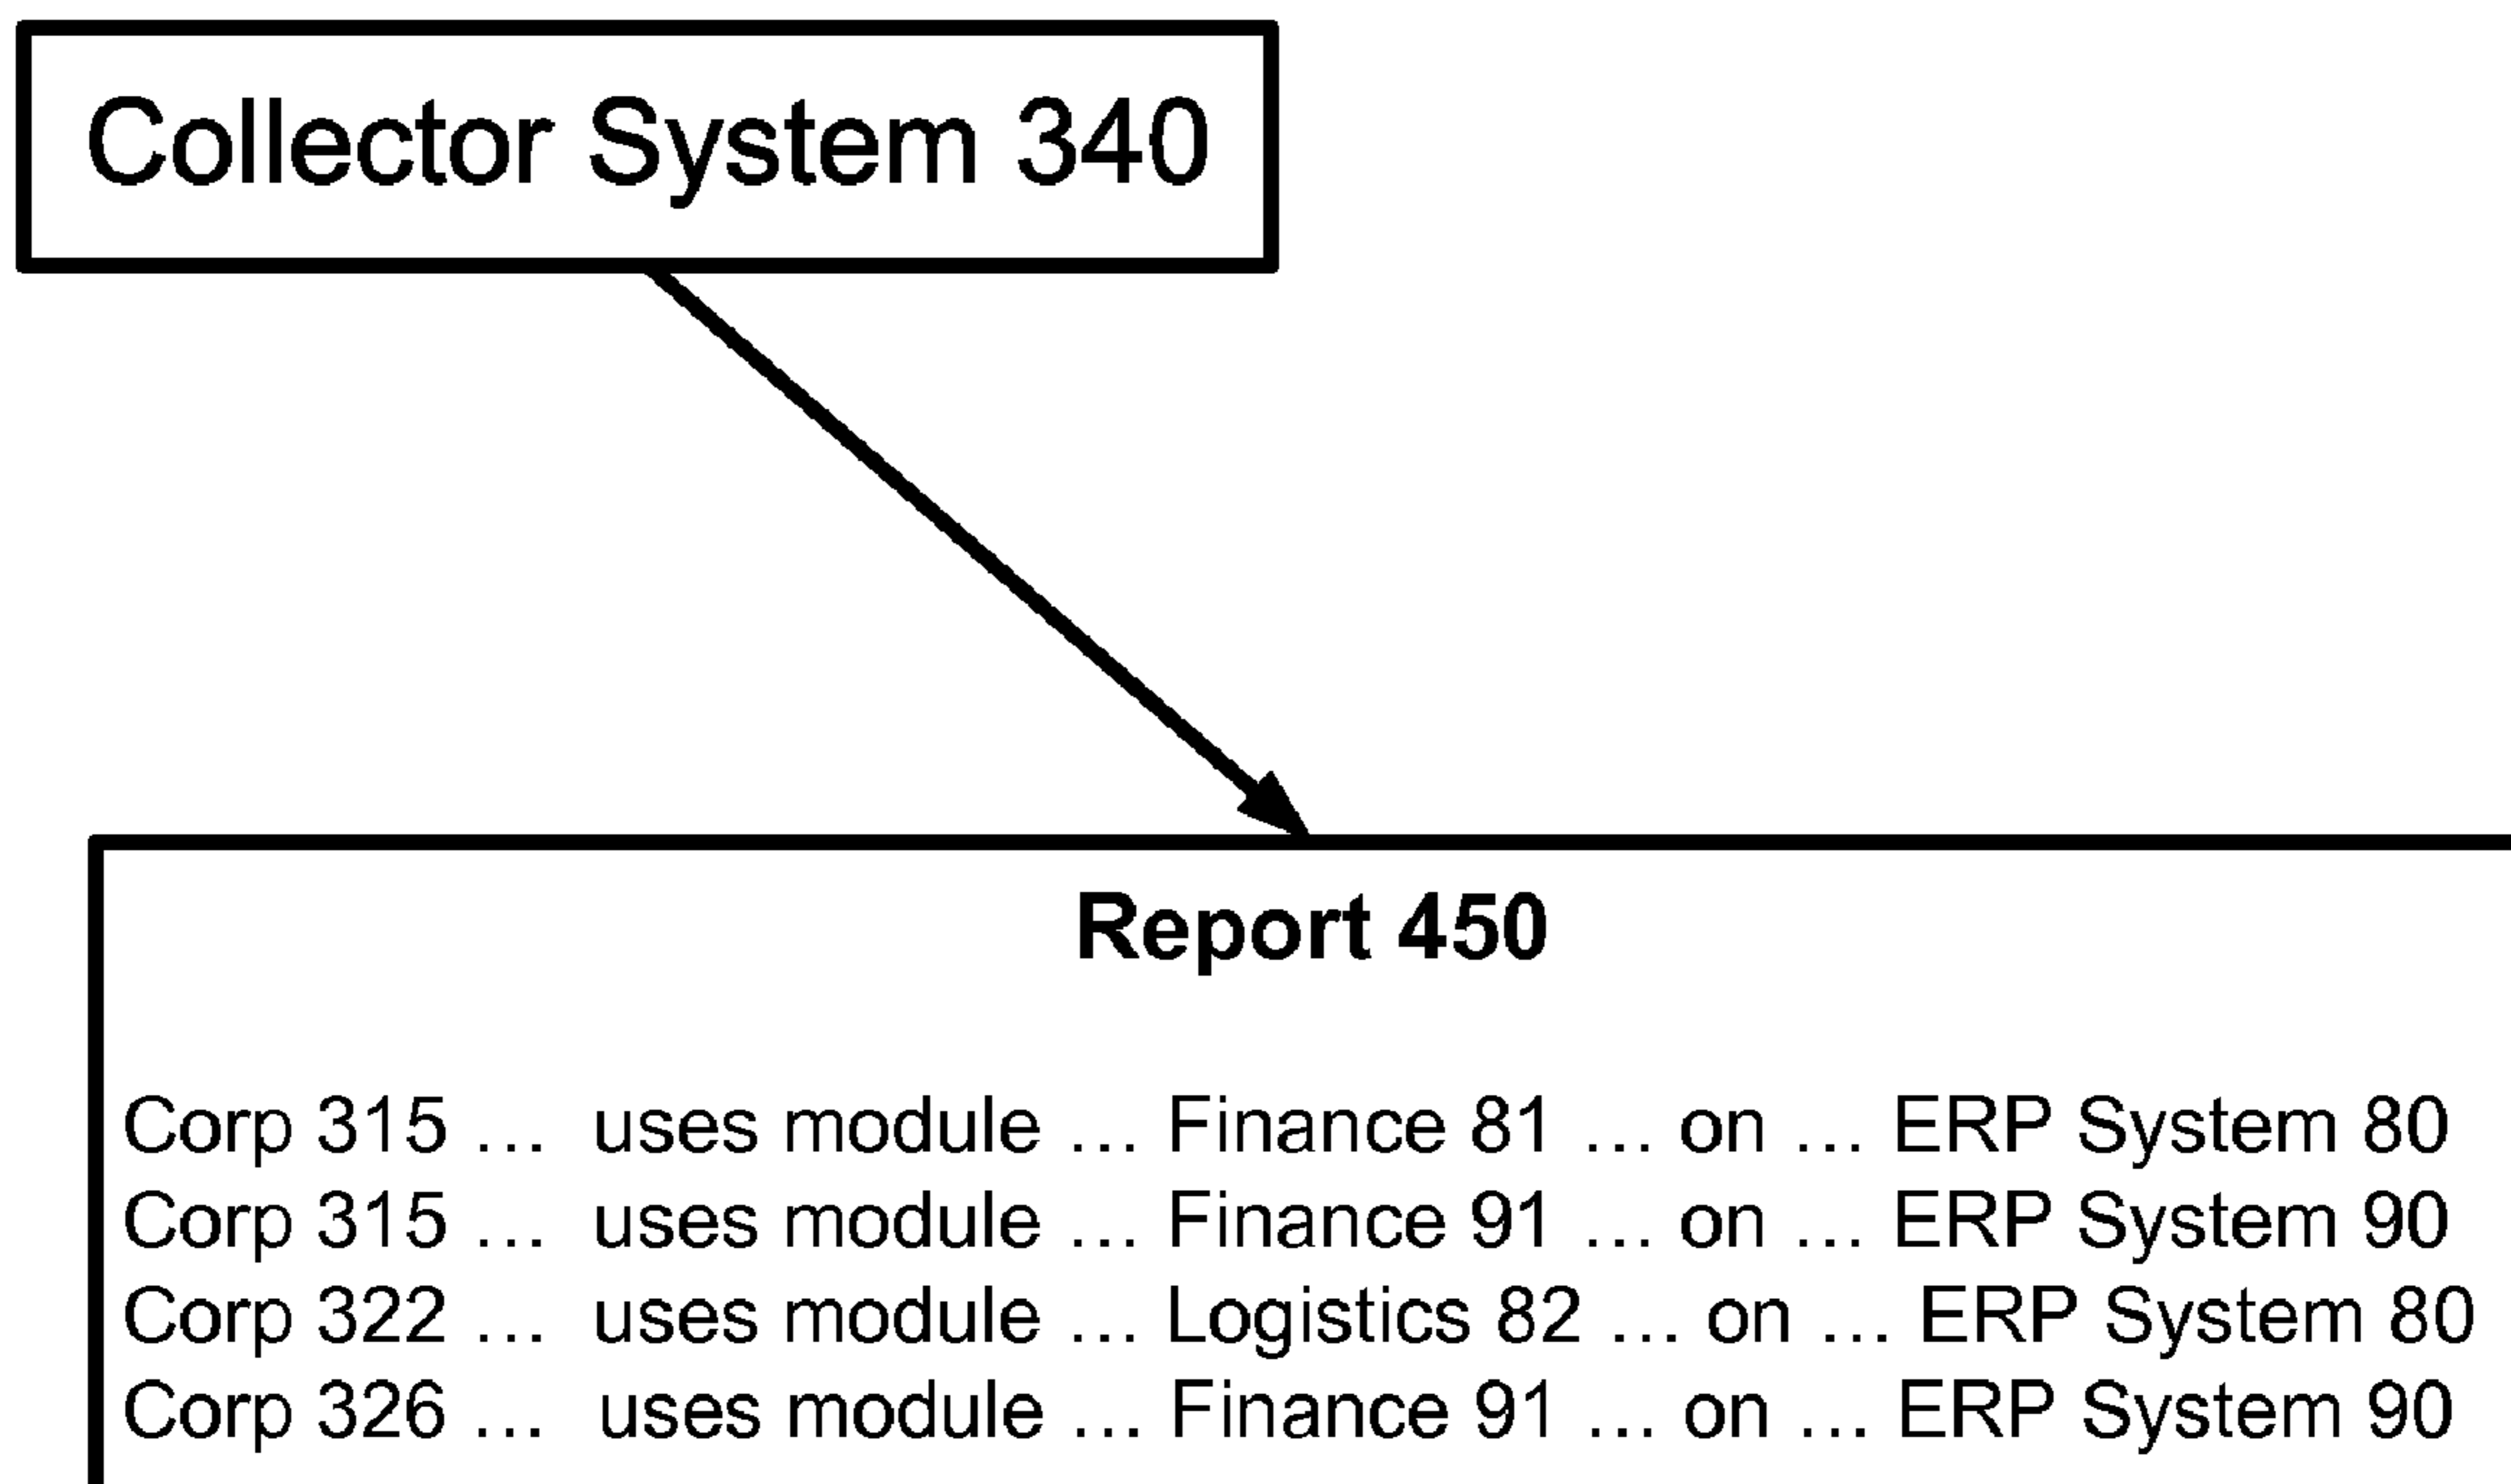 Collector System 340
Report 450
Corp 315 ... uses module ... Finance 81 ... on ... ERP System 80
Corp 315 ... uses module ... Finance 91 ... on ... ERP System 90
Corp 322 ... uses module ... Logistics 82 ... on ... ERP System 80
Corp 326 ... uses module ... Finance 91 ... on ... ERP System 90